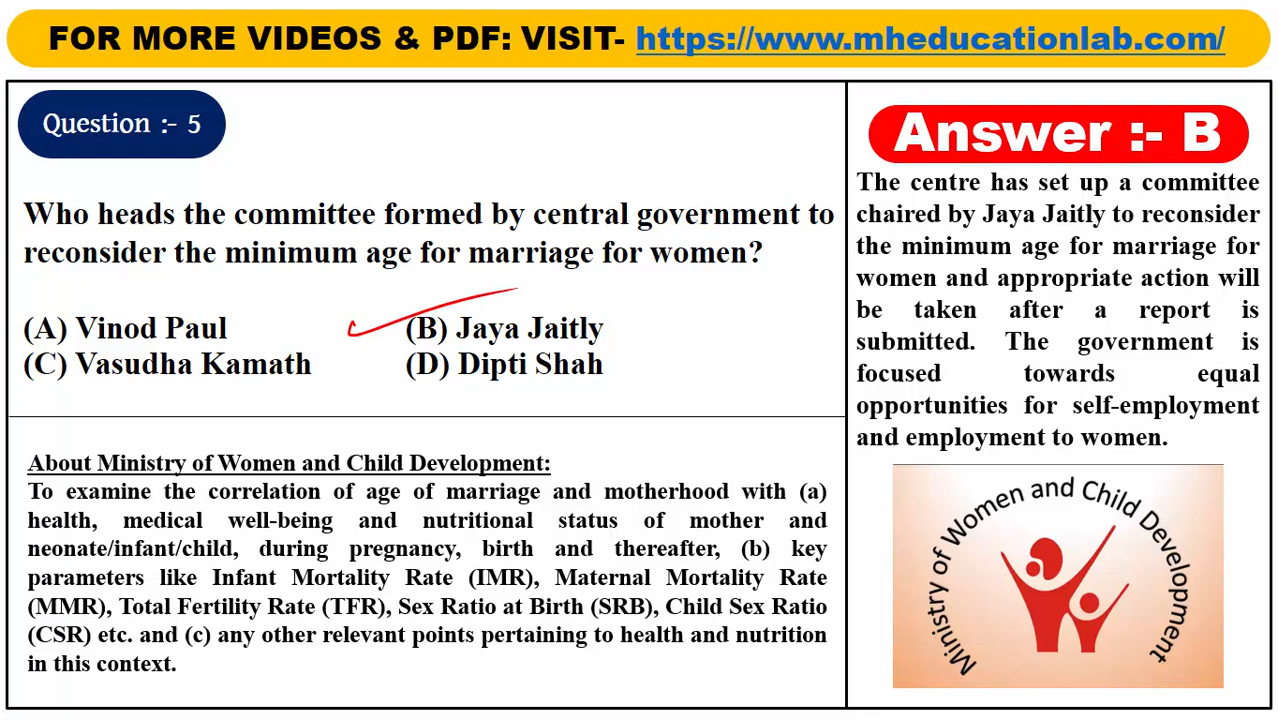 FOR MORE VIDEOS & PDF: VISIT- https://www.mheducationlab.com/
Question :- 5
Who heads the committee formed by central government to
reconsider the minimum age for marriage for women?
(A) Vinod Paul (B) Jaya Jaitly
(C) Vasudha Kamath (D) Dipti Shah
About Ministry of Women and Child Development:
To examine the correlation of age of marriage and motherhood with (a)
health, medical well-being and nutritional status of mother and
neonate/infant/child, during pregnancy, birth and thereafter, (b) key
parameters like Infant Mortality Rate (IMR), Maternal Mortality Rate
(MMR), Total Fertility Rate (TFR), Sex Ratio at Birth (SRB), Child Sex Ratio
(CSR) etc. and (c) any other relevant points pertaining to health and nutrition
in this context.
Answer :- B
The centre has set up a committee
chaired by Jaya Jaitly to reconsider
the minimum age for marriage for
women and appropriate action will
be taken after a report is
submitted. The government is
focused towards equal
opportunities for self-employment
and employment to women.
Ministry of Women and Child Development